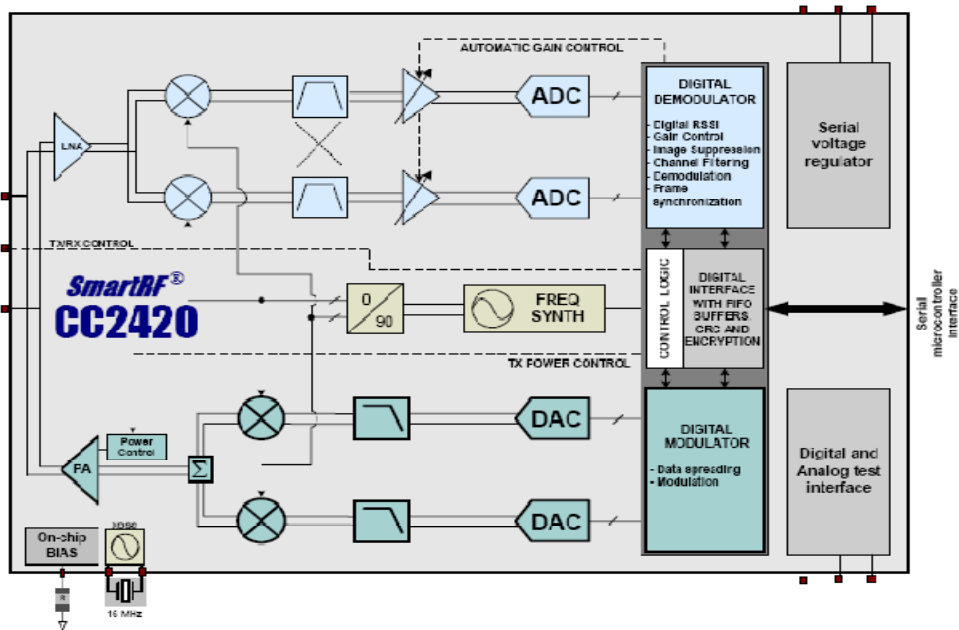 AUTOMATIC GAIN CONTROL
LNA
ADC
ADC
DIGITAL
DEMODULATOR
- Digital RSSI
- Gain Control
- Image Suppression
- Channel Filtering
- Demodulation
- Frame
synchronization
Serial
voltage
regulator
TX/RX CONTROL
SmartRF®
CC2420
0
90
FREQ
SYNTH
CONTROL LOGIC
DIGITAL
INTERFACE
WITH FIFO
BUFFERS,
CRC AND
ENCRYPTION
Serial
microcontroller
interface
TX POWER CONTROL
DAC
DAC
Power
Control
PA
Σ
DIGITAL
MODULATOR
- Data spreading
- Modulation
Digital and
Analog test
interface
On-chip
BIAS
XOSC
R
16 MHz